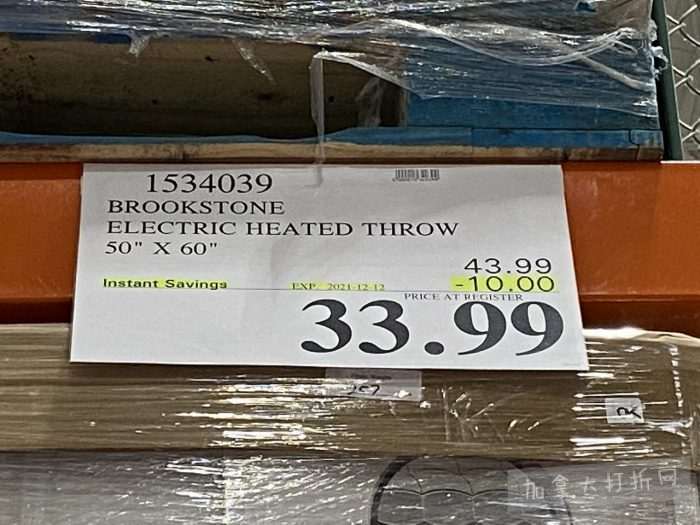 1534039
BROOKSTONE
ELECTRIC HEATED THROW
50" X 60"
43.99
Instant Savings EXP. 2021-12-12 -10.00
PRICE AT REGISTER
33.99
加拿大打折网